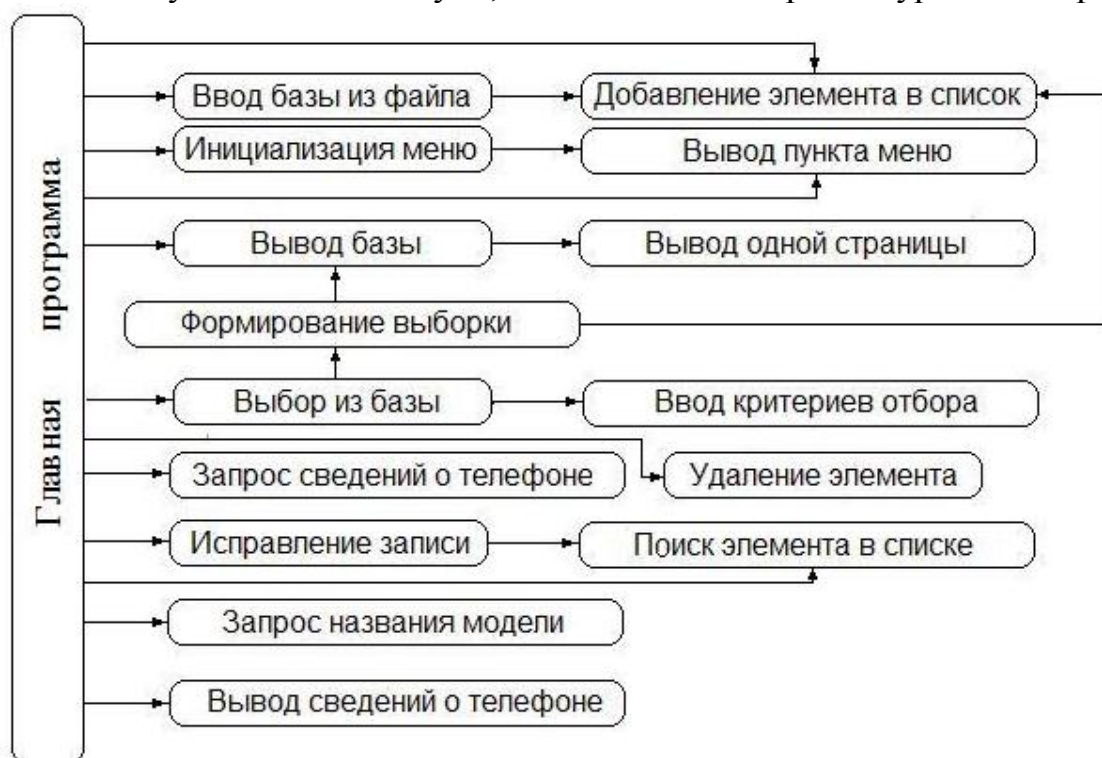 Ввод базы из файла
Добавление элемента в список
Инициализация меню
Вывод пункта меню
Вывод базы
Вывод одной страницы
Формирование выборки
Выбор из базы
Ввод критериев отбора
Запрос сведений о телефоне
Удаление элемента
Исправление записи
Поиск элемента в списке
Запрос названия модели
Вывод сведений о телефоне
Главная программа